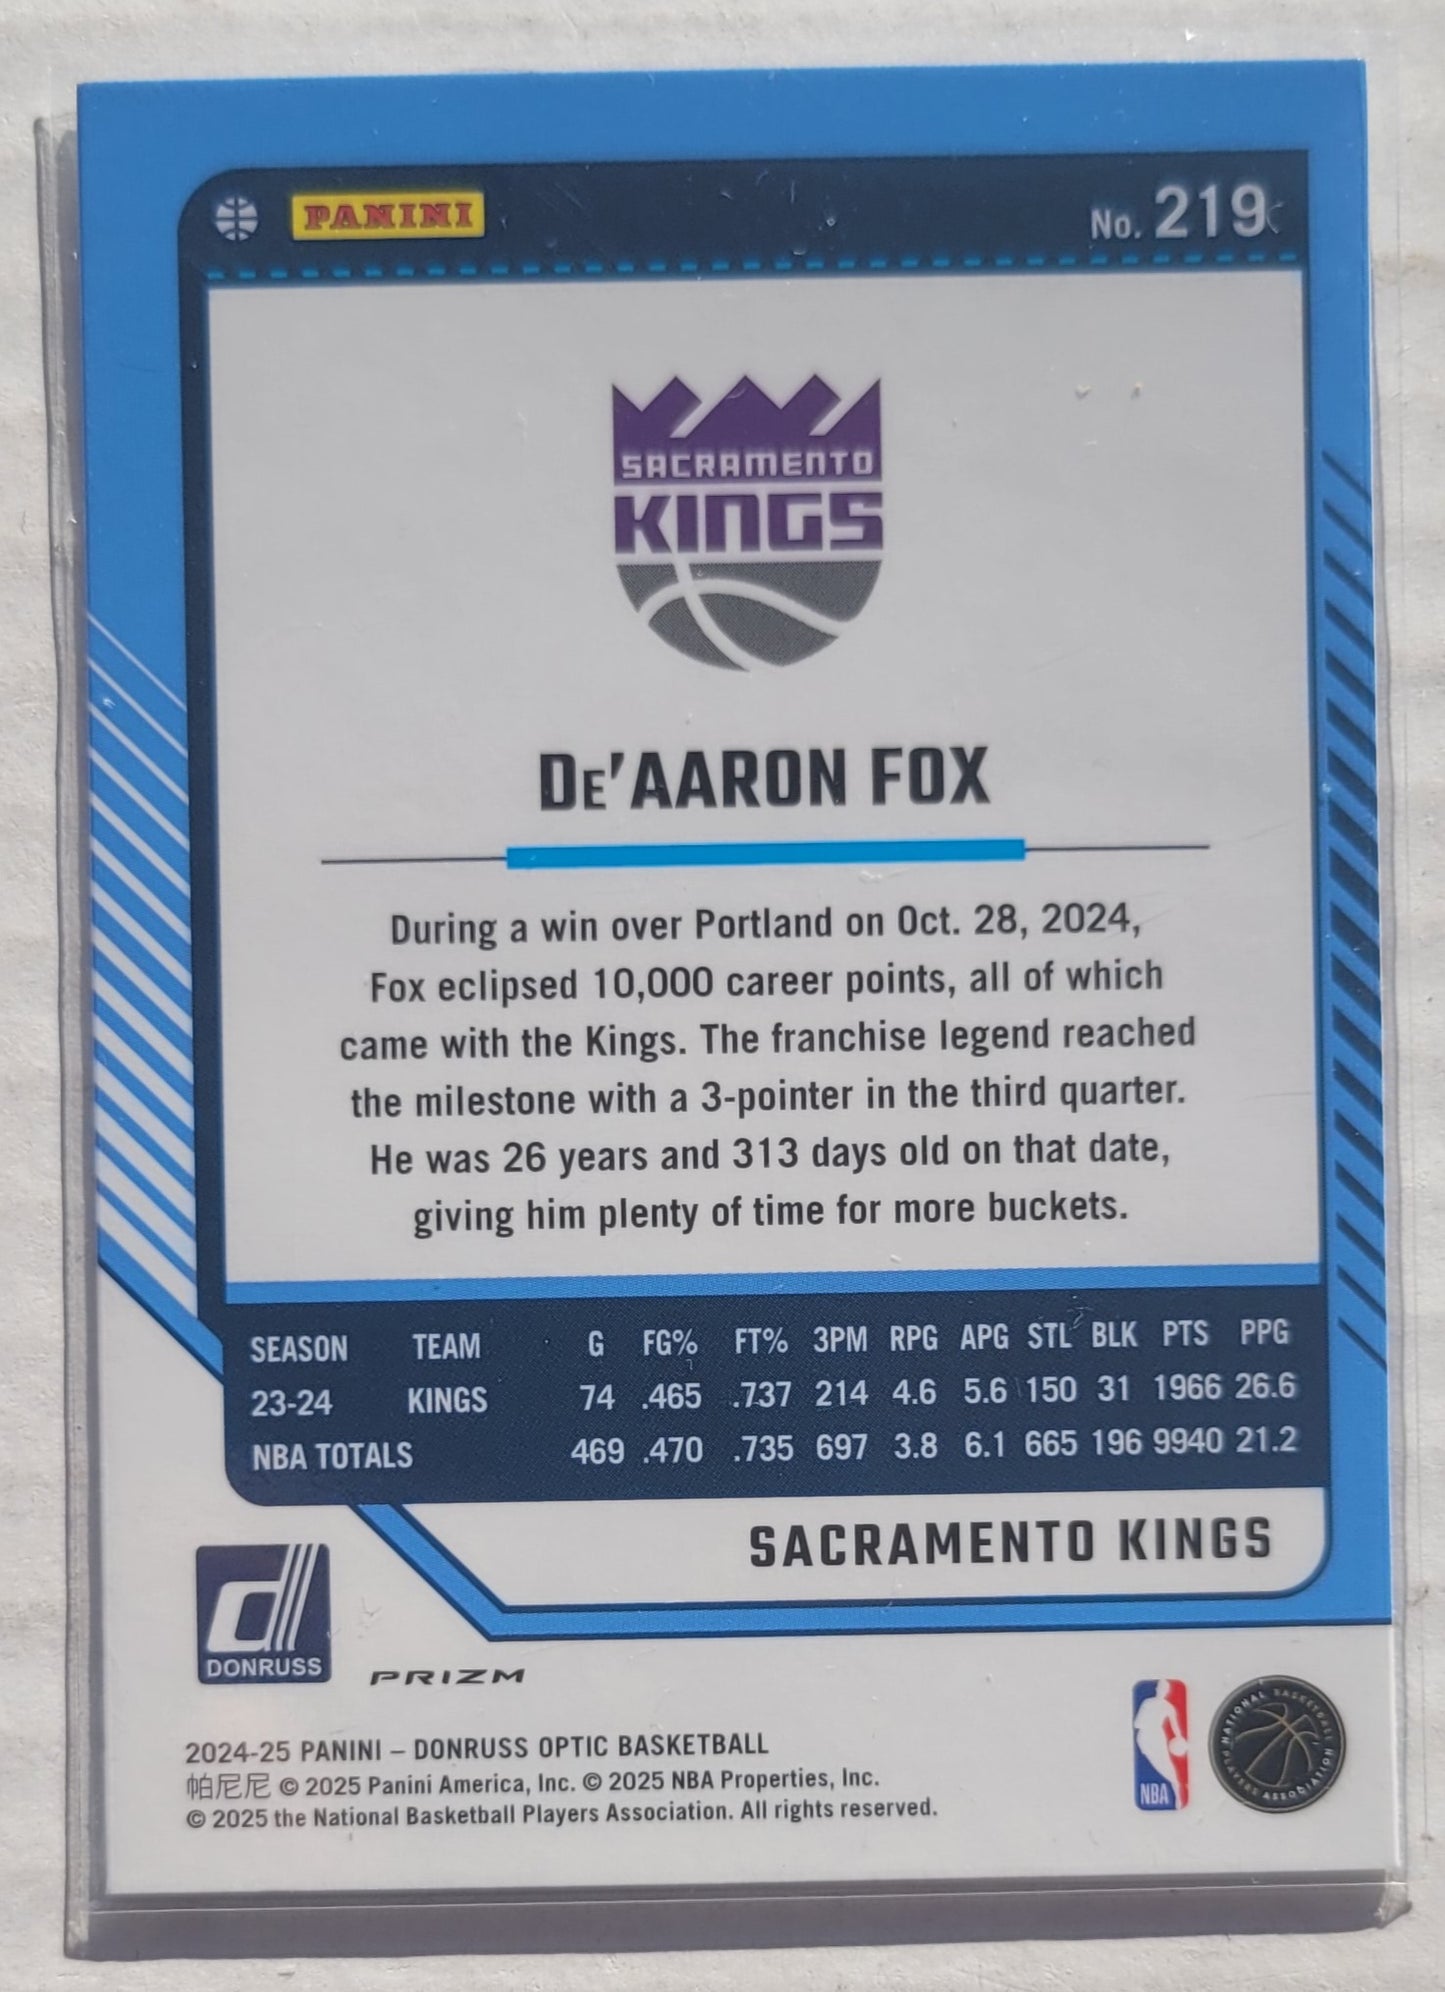 PANINI
No. 219
SACRAMENTO
KINGS
DE'AARON FOX
During a win over Portland on Oct. 28, 2024,
Fox eclipsed 10,000 career points, all of which
came with the Kings. The franchise legend reached
the milestone with a 3-pointer in the third quarter.
He was 26 years and 313 days old on that date,
giving him plenty of time for more buckets.
SEASON TEAM G FG% FT% 3PM RPG APG STL BLK PTS PPG
23-24 KINGS 74 .465 .737 214 4.6 5.6 150 31 1966 26.6
NBA TOTALS 469 .470 .735 697 3.8 6.1 665 196 9940 21.2
SACRAMENTO KINGS
d
DONRUSS
PRIZM
2024-25 PANINI – DONRUSS OPTIC BASKETBALL
帕尼尼 © 2025 Panini America, Inc. © 2025 NBA Properties, Inc.
© 2025 the National Basketball Players Association. All rights reserved.
NBA
NATIONAL BASKETBALL PLAYERS ASSOCIATION